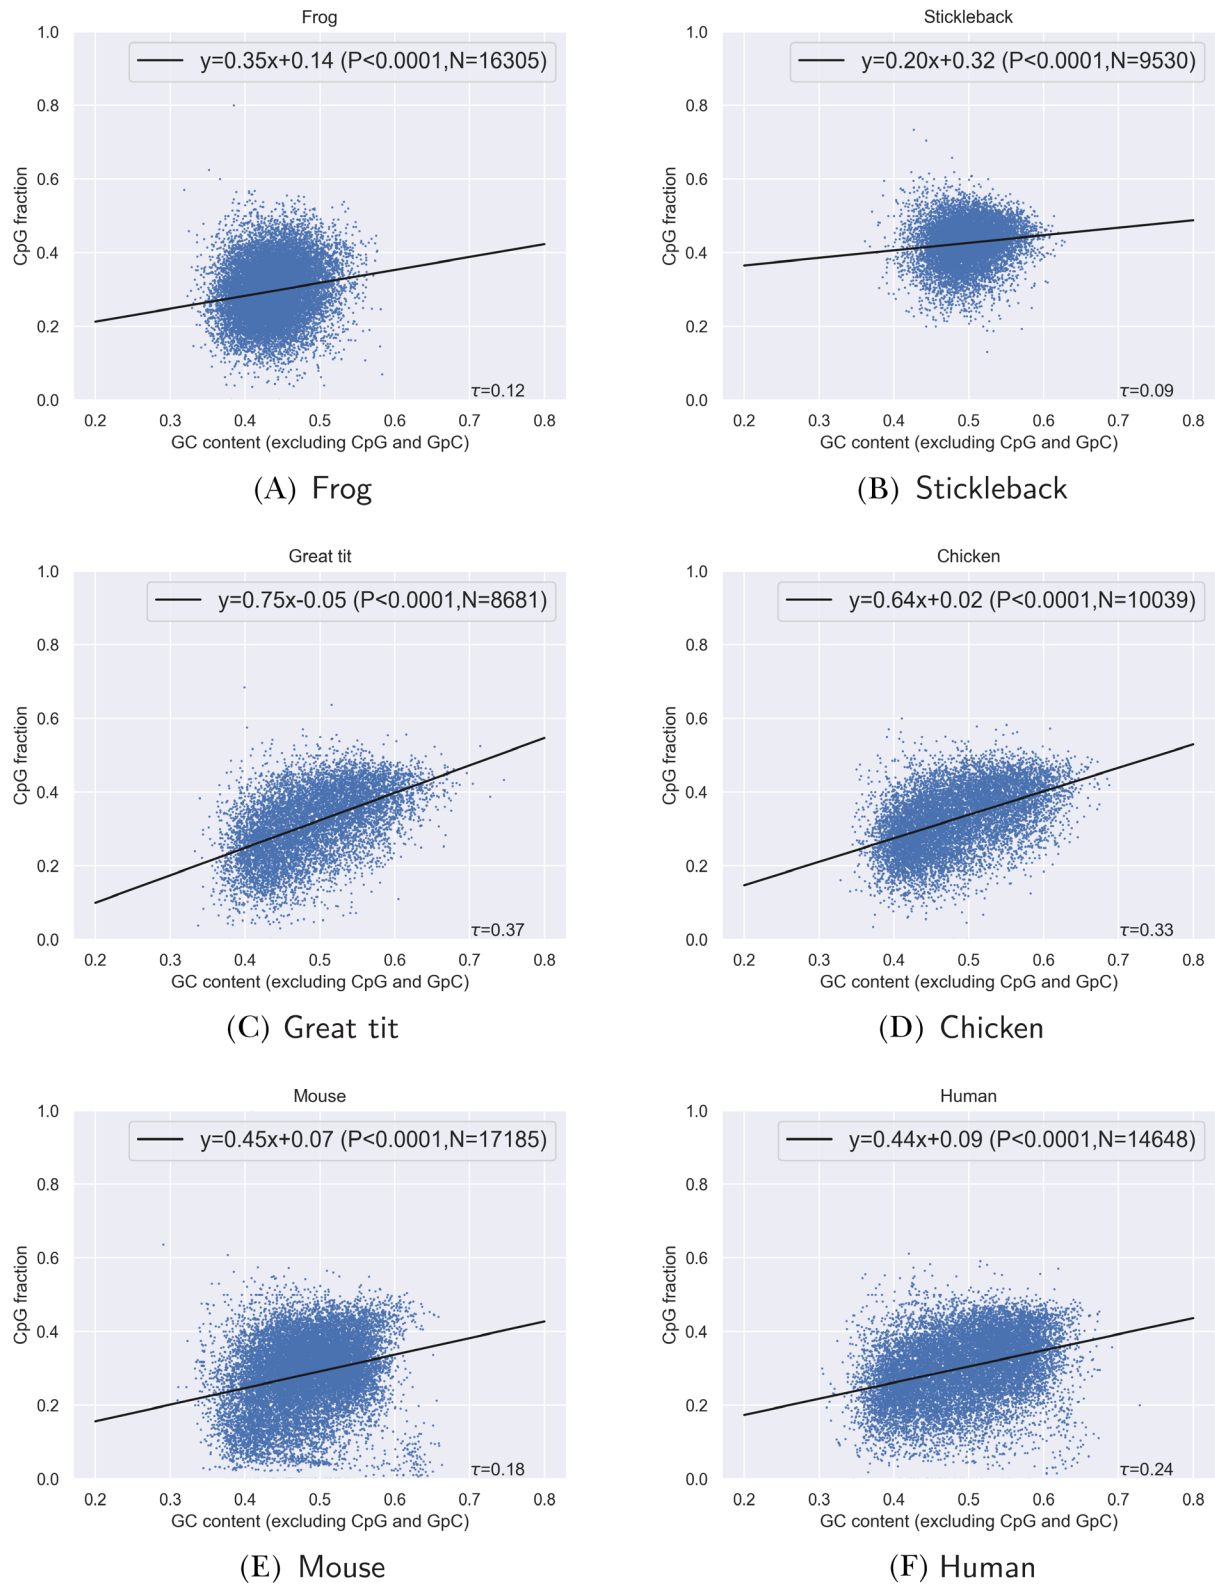 Frog
y=0.35x+0.14 (P<0.0001,N=16305)
1.0
0.8
0.6
0.4
0.2
0.0
CpG fraction
τ=0.12
0.2 0.3 0.4 0.5 0.6 0.7 0.8
GC content (excluding CpG and GpC)
(A) Frog
Stickleback
y=0.20x+0.32 (P<0.0001,N=9530)
1.0
0.8
0.6
0.4
0.2
0.0
CpG fraction
τ=0.09
0.2 0.3 0.4 0.5 0.6 0.7 0.8
GC content (excluding CpG and GpC)
(B) Stickleback
Great tit
y=0.75x-0.05 (P<0.0001,N=8681)
1.0
0.8
0.6
0.4
0.2
0.0
CpG fraction
τ=0.37
0.2 0.3 0.4 0.5 0.6 0.7 0.8
GC content (excluding CpG and GpC)
(C) Great tit
Chicken
y=0.64x+0.02 (P<0.0001,N=10039)
1.0
0.8
0.6
0.4
0.2
0.0
CpG fraction
τ=0.33
0.2 0.3 0.4 0.5 0.6 0.7 0.8
GC content (excluding CpG and GpC)
(D) Chicken
Mouse
y=0.45x+0.07 (P<0.0001,N=17185)
1.0
0.8
0.6
0.4
0.2
0.0
CpG fraction
τ=0.18
0.2 0.3 0.4 0.5 0.6 0.7 0.8
GC content (excluding CpG and GpC)
(E) Mouse
Human
y=0.44x+0.09 (P<0.0001,N=14648)
1.0
0.8
0.6
0.4
0.2
0.0
CpG fraction
τ=0.24
0.2 0.3 0.4 0.5 0.6 0.7 0.8
GC content (excluding CpG and GpC)
(F) Human